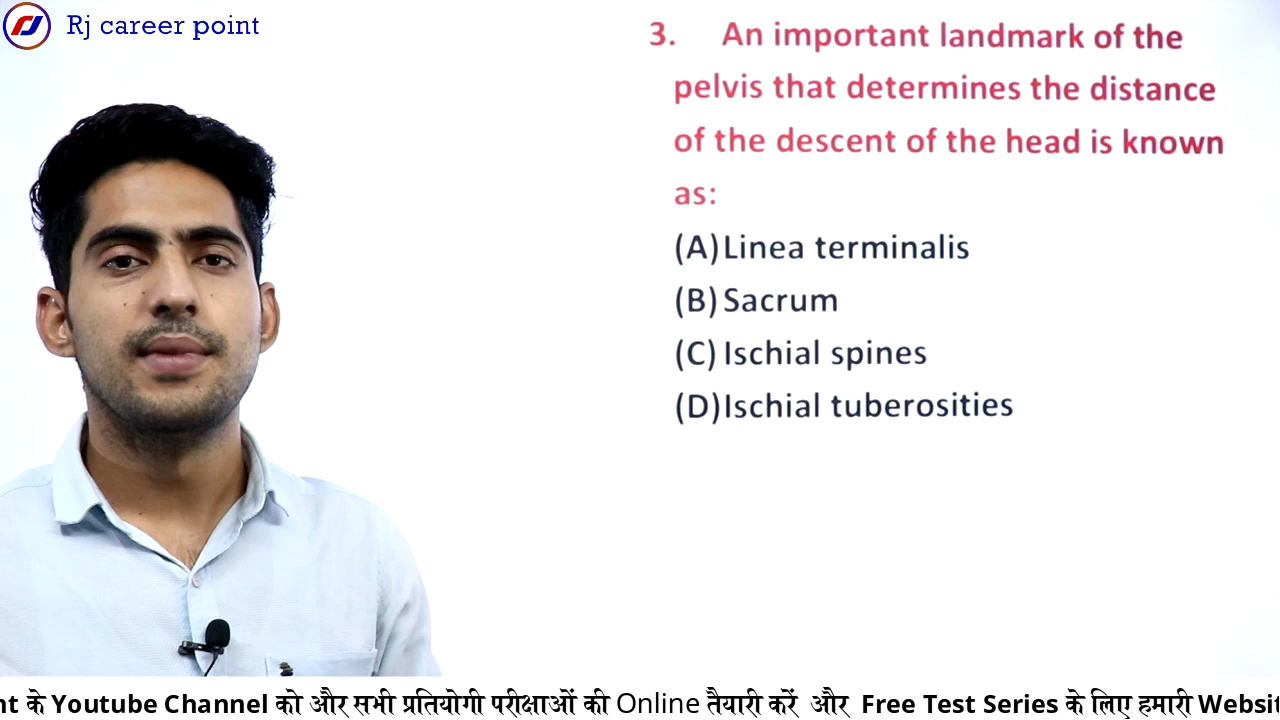 Rj career point
3. An important landmark of the
pelvis that determines the distance
of the descent of the head is known
as:
(A) Linea terminalis
(B) Sacrum
(C) Ischial spines
(D) Ischial tuberosities
nt के Youtube Channel को और सभी प्रतियोगी परीक्षाओं की Online तैयारी करें और Free Test Series के लिए हमारी Websi